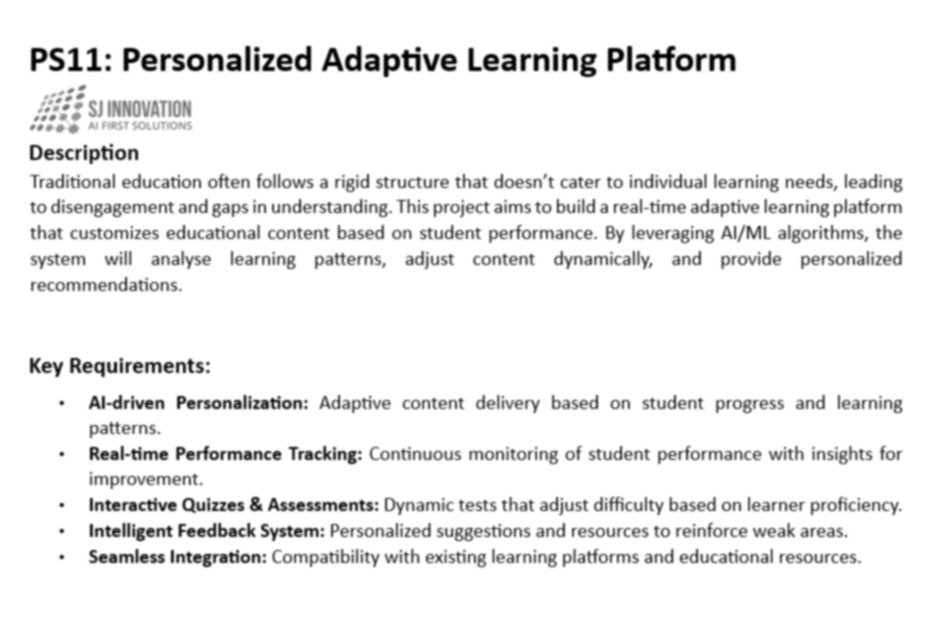 PS11: Personalized Adaptive Learning Platform
SJ INNOVATION
AI FIRST SOLUTIONS
Description
Traditional education often follows a rigid structure that doesn't cater to individual learning needs, leading
to disengagement and gaps in understanding. This project aims to build a real-time adaptive learning platform
that customizes educational content based on student performance. By leveraging AI/ML algorithms, the
system will analyse learning patterns, adjust content dynamically, and provide personalized
recommendations.
Key Requirements:
• AI-driven Personalization: Adaptive content delivery based on student progress and learning
patterns.
• Real-time Performance Tracking: Continuous monitoring of student performance with insights for
improvement.
• Interactive Quizzes & Assessments: Dynamic tests that adjust difficulty based on learner proficiency.
• Intelligent Feedback System: Personalized suggestions and resources to reinforce weak areas.
• Seamless Integration: Compatibility with existing learning platforms and educational resources.